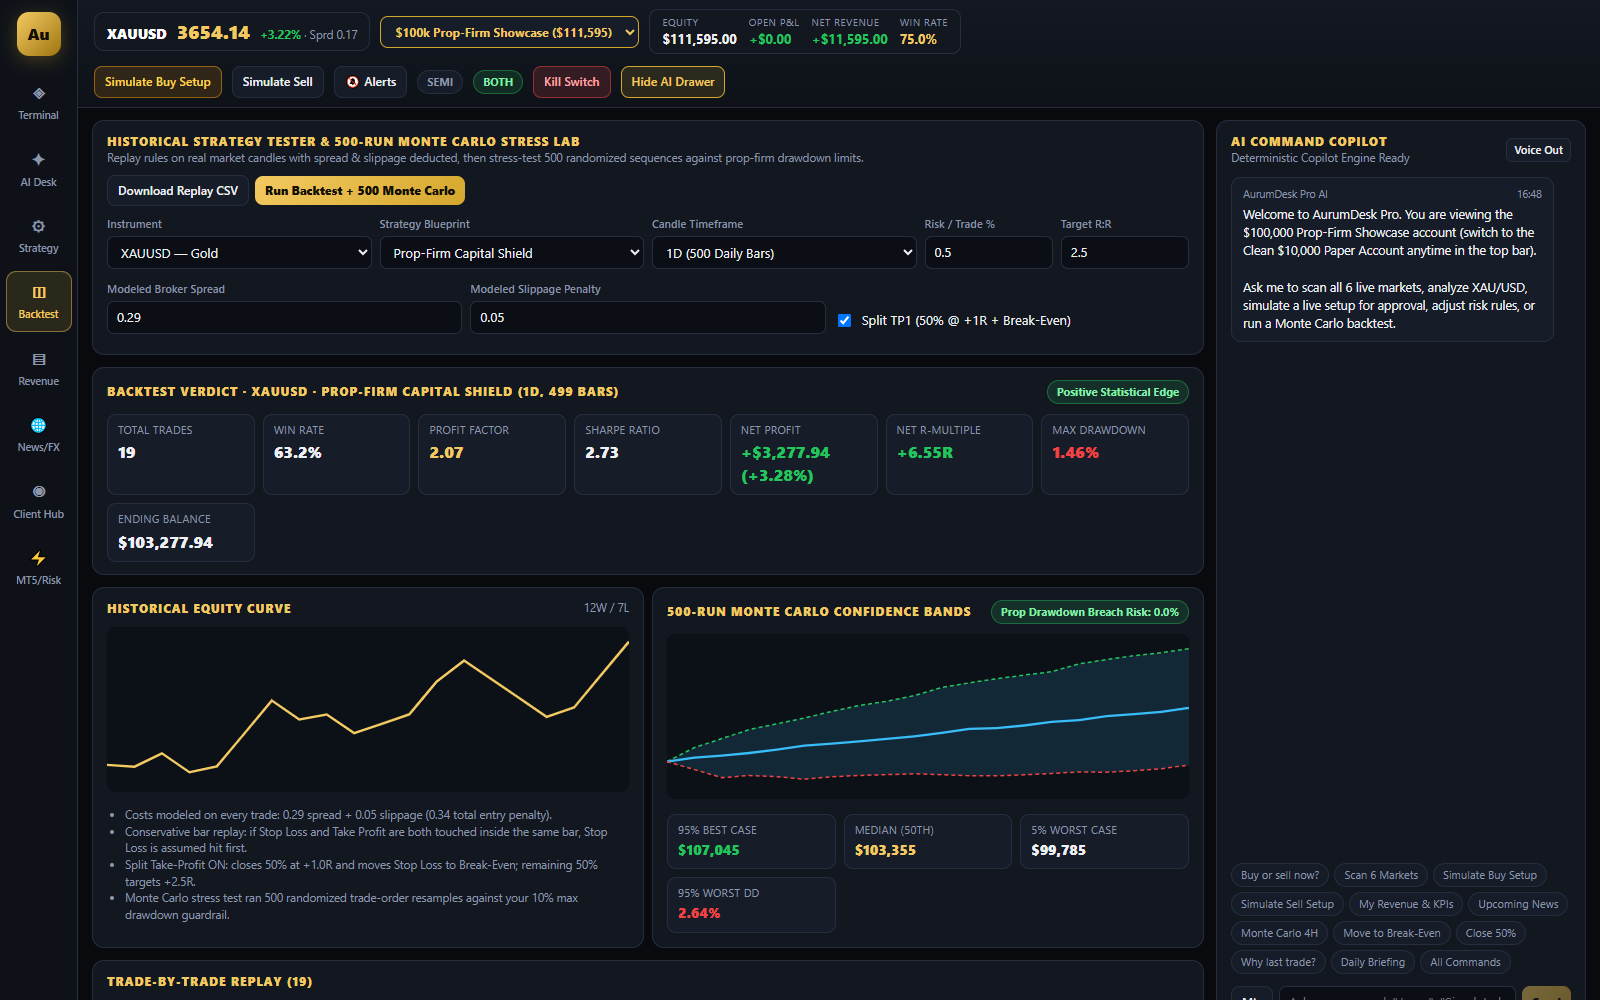 Au
XAUUSD 3654.14 +3.22% · Sprd 0.17
$100k Prop-Firm Showcase ($111,595)
EQUITY OPEN P&L NET REVENUE WIN RATE
$111,595.00 +$0.00 +$11,595.00 75.0%
Simulate Buy Setup Simulate Sell Alerts SEMI BOTH Kill Switch Hide AI Drawer
Terminal
AI Desk
Strategy
Backtest
Revenue
News/FX
Client Hub
MT5/Risk
HISTORICAL STRATEGY TESTER & 500-RUN MONTE CARLO STRESS LAB
Replay rules on real market candles with spread & slippage deducted, then stress-test 500 randomized sequences against prop-firm drawdown limits.
Download Replay CSV Run Backtest + 500 Monte Carlo
Instrument Strategy Blueprint Candle Timeframe Risk / Trade % Target R:R
XAUUSD — Gold Prop-Firm Capital Shield 1D (500 Daily Bars) 0.5 2.5
Modeled Broker Spread Modeled Slippage Penalty
0.29 0.05 Split TP1 (50% @ +1R + Break-Even)
BACKTEST VERDICT · XAUUSD · PROP-FIRM CAPITAL SHIELD (1D, 499 BARS) Positive Statistical Edge
TOTAL TRADES WIN RATE PROFIT FACTOR SHARPE RATIO NET PROFIT NET R-MULTIPLE MAX DRAWDOWN
19 63.2% 2.07 2.73 +$3,277.94 +6.55R 1.46%
(+3.28%)
ENDING BALANCE
$103,277.94
HISTORICAL EQUITY CURVE 12W / 7L
Costs modeled on every trade: 0.29 spread + 0.05 slippage (0.34 total entry penalty).
Conservative bar replay: if Stop Loss and Take Profit are both touched inside the same bar, Stop
Loss is assumed hit first.
Split Take-Profit ON: closes 50% at +1.0R and moves Stop Loss to Break-Even; remaining 50%
targets +2.5R.
Monte Carlo stress test ran 500 randomized trade-order resamples against your 10% max
drawdown guardrail.
500-RUN MONTE CARLO CONFIDENCE BANDS Prop Drawdown Breach Risk: 0.0%
95% BEST CASE MEDIAN (50TH) 5% WORST CASE
$107,045 $103,355 $99,785
95% WORST DD
2.64%
TRADE-BY-TRADE REPLAY (19)
AI COMMAND COPILOT
Deterministic Copilot Engine Ready
Voice Out
AurumDesk Pro AI 16:48
Welcome to AurumDesk Pro. You are viewing the
$100,000 Prop-Firm Showcase account (switch to the
Clean $10,000 Paper Account anytime in the top bar).
Ask me to scan all 6 live markets, analyze XAU/USD,
simulate a live setup for approval, adjust risk rules, or
run a Monte Carlo backtest.
Buy or sell now? Scan 6 Markets Simulate Buy Setup
Simulate Sell Setup My Revenue & KPIs Upcoming News
Monte Carlo 4H Move to Break-Even Close 50%
Why last trade? Daily Briefing All Commands